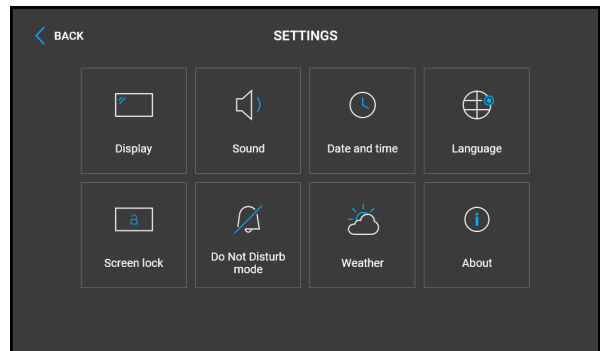 BACK
SETTINGS
Display
Sound
Date and time
Language
Screen lock
Do Not Disturb
mode
Weather
About